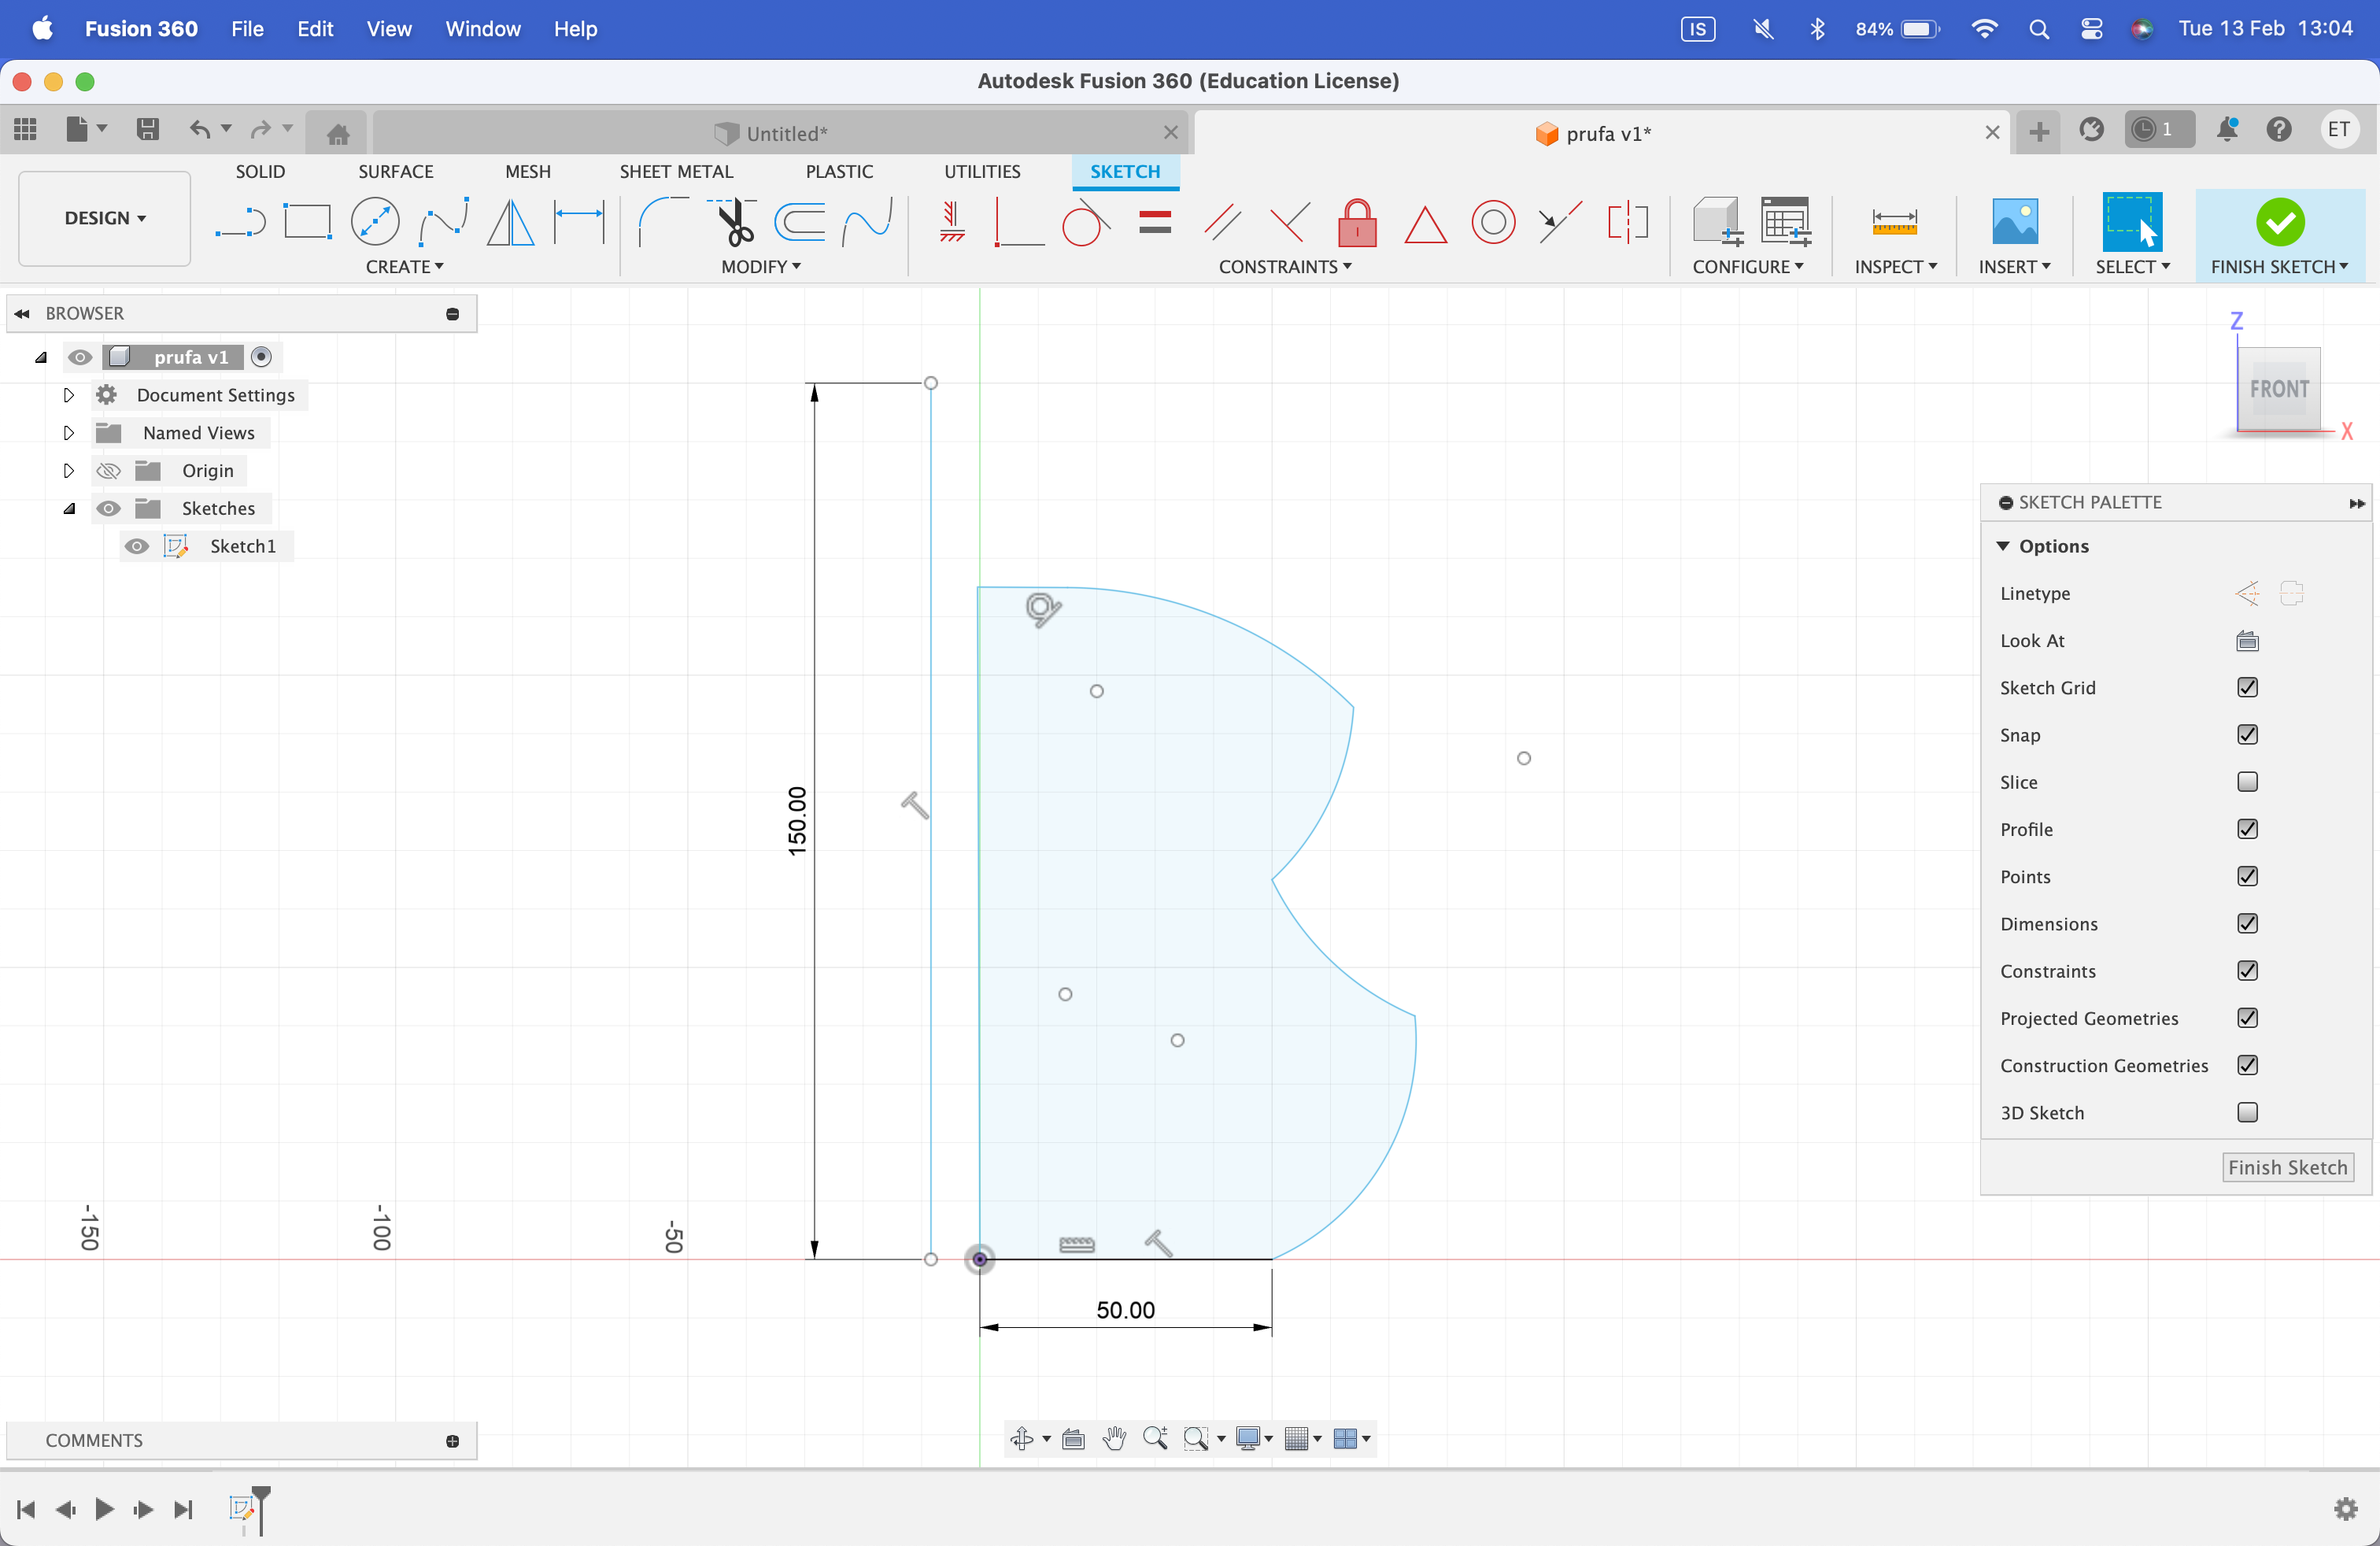 Fusion 360 File Edit View Window Help IS 84% Tue 13 Feb 13:04
Autodesk Fusion 360 (Education License)
Untitled* prufa v1* 1 ET
SOLID SURFACE MESH SHEET METAL PLASTIC UTILITIES SKETCH
DESIGN
CREATE MODIFY CONSTRAINTS CONFIGURE INSPECT INSERT SELECT FINISH SKETCH
BROWSER
prufa v1
Document Settings
Named Views
Origin
Sketches
Sketch1
Z
FRONT
X
SKETCH PALETTE
Options
Linetype
Look At
Sketch Grid
Snap
Slice
Profile
Points
Dimensions
Constraints
Projected Geometries
Construction Geometries
3D Sketch
Finish Sketch
150.00
-150 -100 -50
50.00
COMMENTS